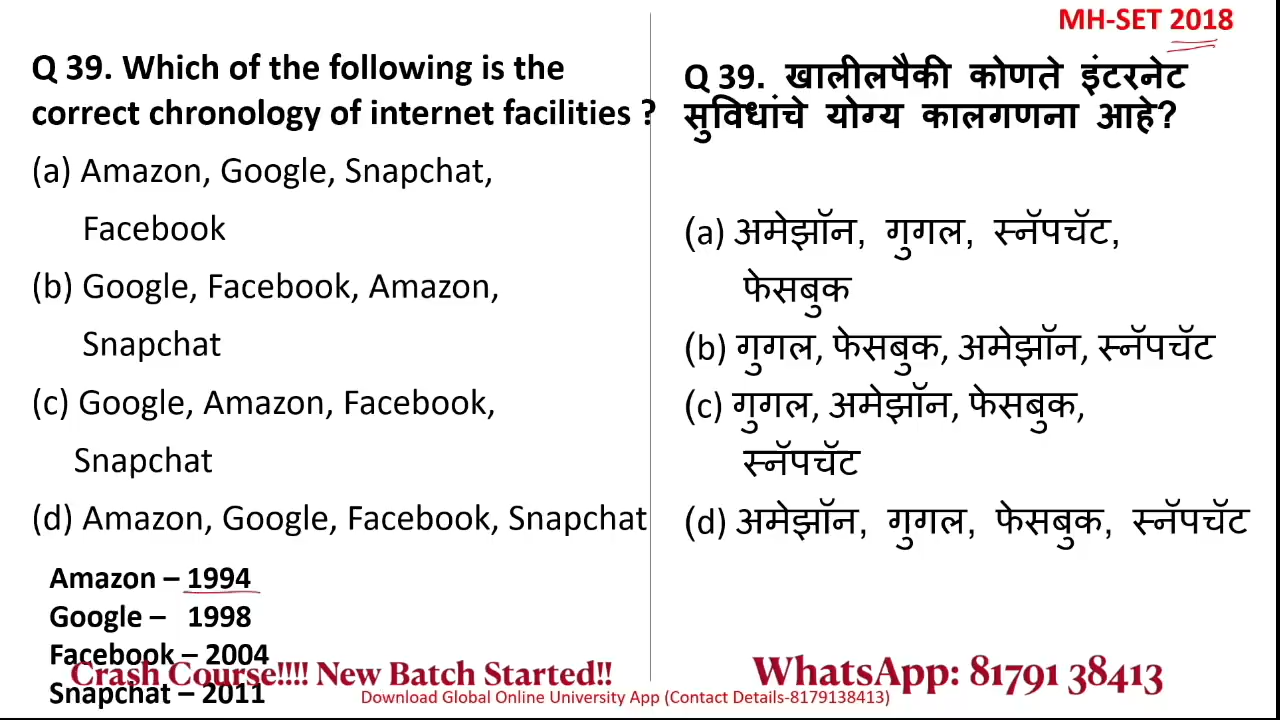 MH-SET 2018
Q 39. Which of the following is the
correct chronology of internet facilities ?
(a) Amazon, Google, Snapchat,
Facebook
(b) Google, Facebook, Amazon,
Snapchat
(c) Google, Amazon, Facebook,
Snapchat
(d) Amazon, Google, Facebook, Snapchat
Amazon – 1994
Google – 1998
Facebook – 2004
Snapchat – 2011
Q 39. खालीलपैकी कोणते इंटरनेट
सुविधांचे योग्य कालगणना आहे?
(a) अमेझॉन, गुगल, स्नॅपचॅट,
फेसबुक
(b) गुगल, फेसबुक, अमेझॉन, स्नॅपचॅट
(c) गुगल, अमेझॉन, फेसबुक,
स्नॅपचॅट
(d) अमेझॉन, गुगल, फेसबुक, स्नॅपचॅट
Crash Course!!!! New Batch Started!!
WhatsApp: 81791 38413
Download Global Online University App (Contact Details-8179138413)